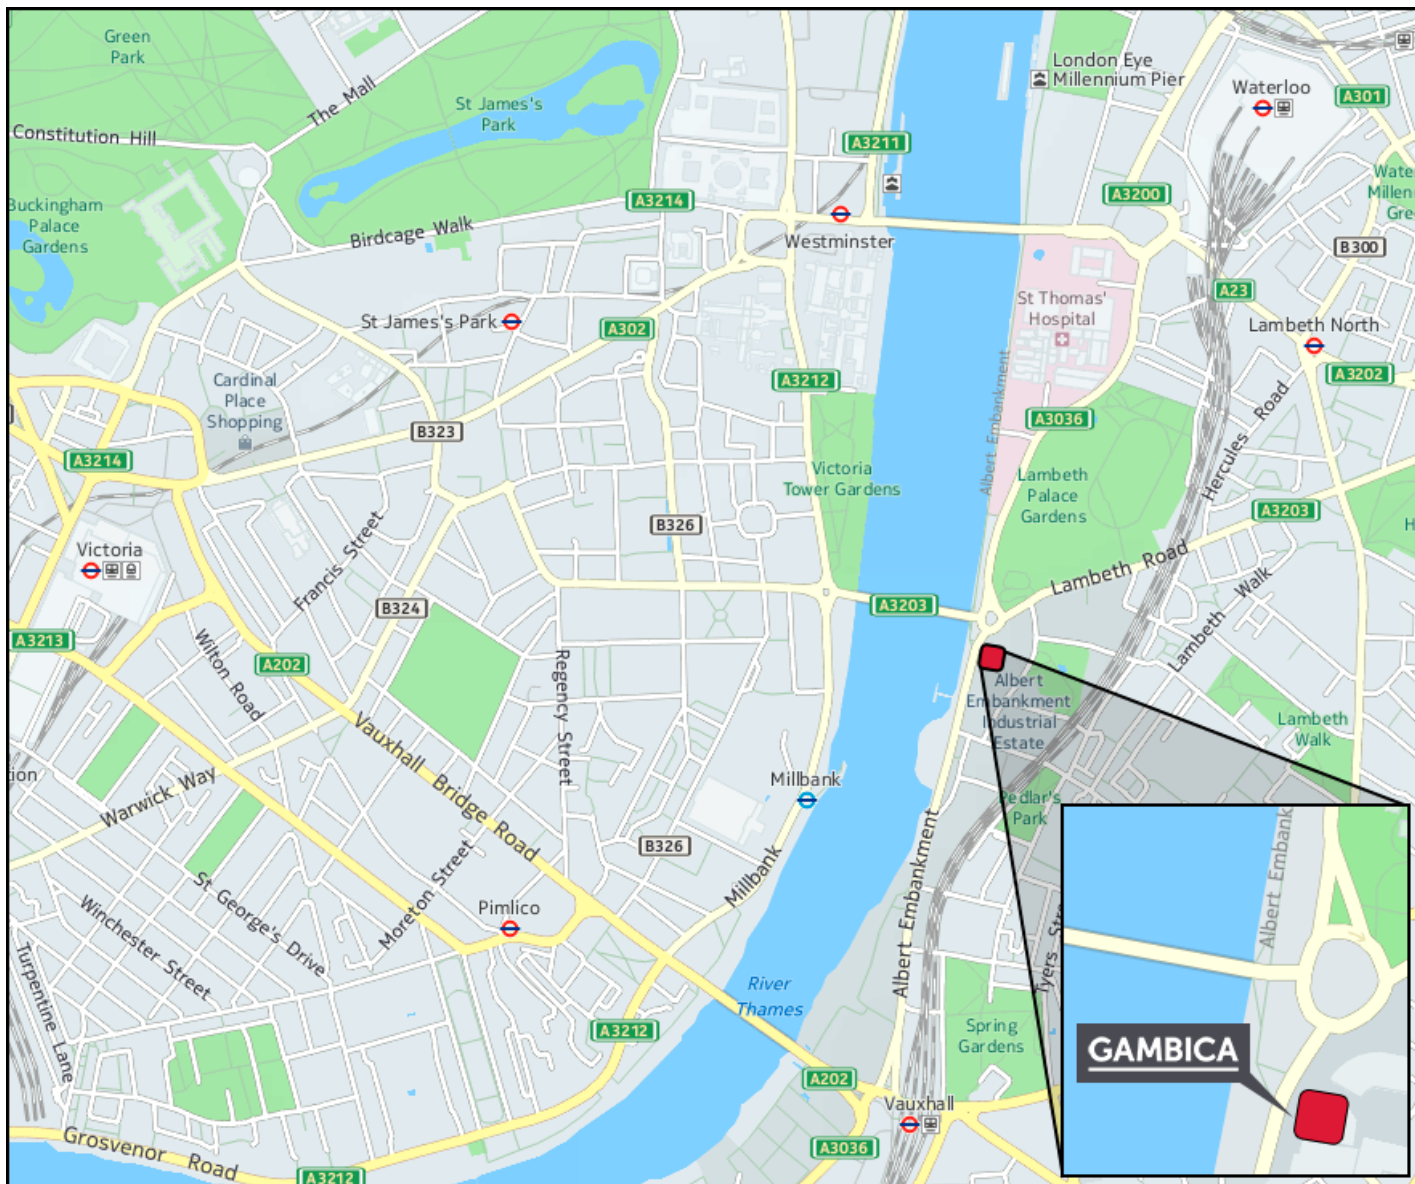 Green
Park
The Mall
St James's
Park
Constitution Hill
Buckingham
Palace
Gardens
Birdcage Walk
A3214
A3211
London Eye
Millennium Pier
Waterloo
A301
A3200
B300
Westminster
A23
St Thomas'
Hospital
Lambeth North
A3202
St James's Park
A302
A3212
Cardinal
Place
Shopping
B323
A3214
Albert Embankment
A3036
Hercules Road
Victoria
Tower Gardens
Lambeth
Palace
Gardens
A3203
B326
Francis Street
Victoria
Lambeth Road
B324
A3203
Lambeth Walk
A3213
Wilton Road
A202
Regency Street
Albert
Embankment
Industrial
Estate
Lambeth
Walk
Vauxhall Bridge Road
Warwick Way
Millbank
Pedlar's
Park
B326
Albert Embankment
Millbank
St George's Drive
Moreton Street
Pimlico
Winchester Street
Turpentine Lane
River
Thames
Tyers Stre
Spring
Gardens
A3212
A202
Vauxhall
A3036
Grosvenor Road
A3212
Albert Embank
GAMBICA